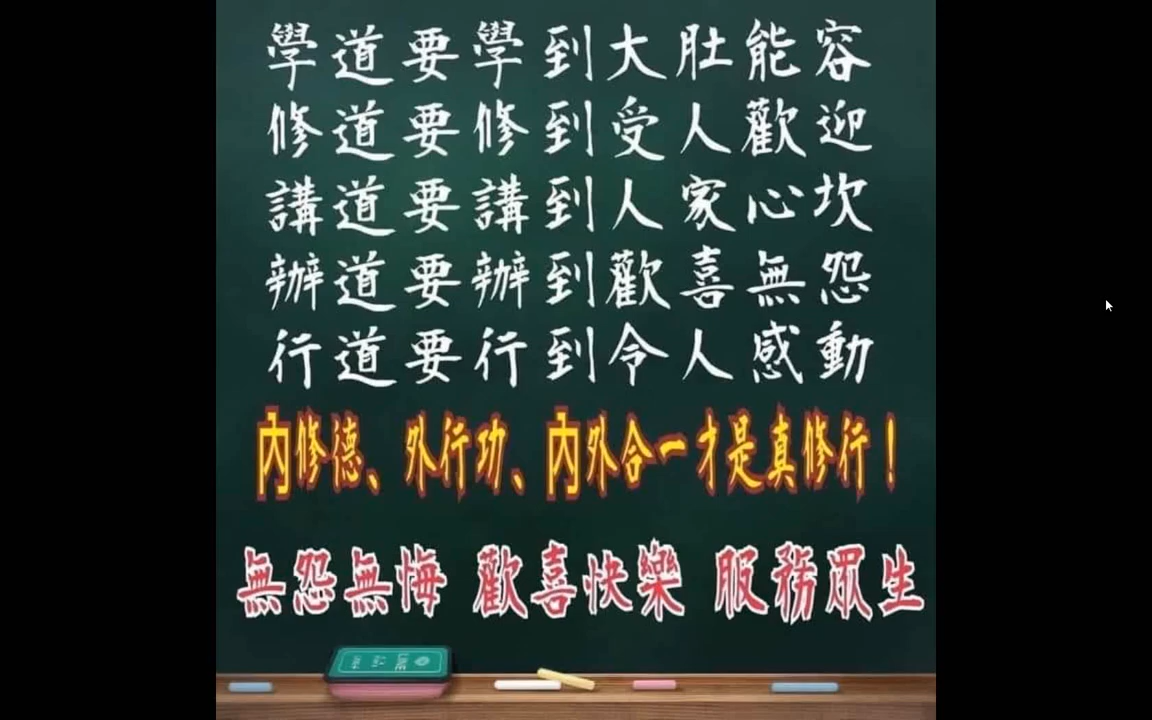 學道要學到大肚能容
修道要修到受人歡迎
講道要講到人家心坎
辦道要辦到歡喜無怨
行道要行到令人感動
內修德、外行功、內外合一才是真修行！
無怨無悔 歡喜快樂 服務眾生